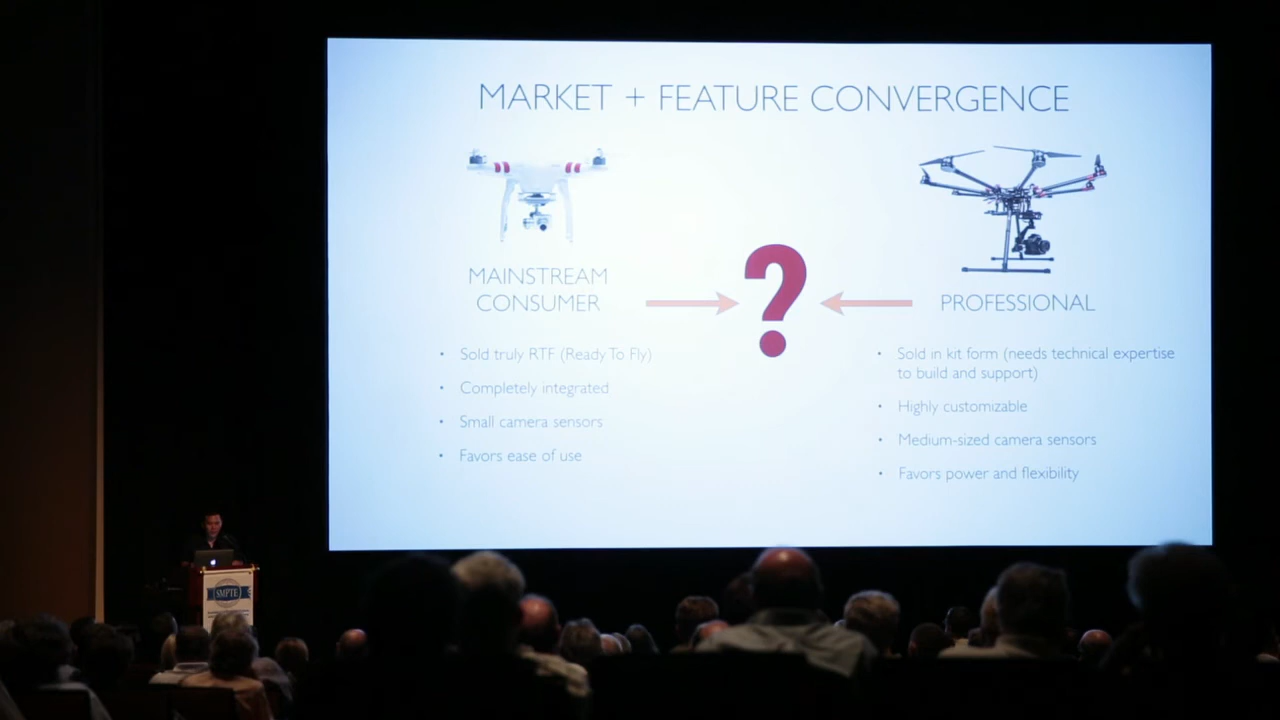 MARKET + FEATURE CONVERGENCE
MAINSTREAM
CONSUMER
• Sold truly RTF (Ready To Fly)
• Completely integrated
• Small camera sensors
• Favors ease of use
?
PROFESSIONAL
• Sold in kit form (needs technical expertise
to build and support)
• Highly customizable
• Medium-sized camera sensors
• Favors power and flexibility
SMPTE